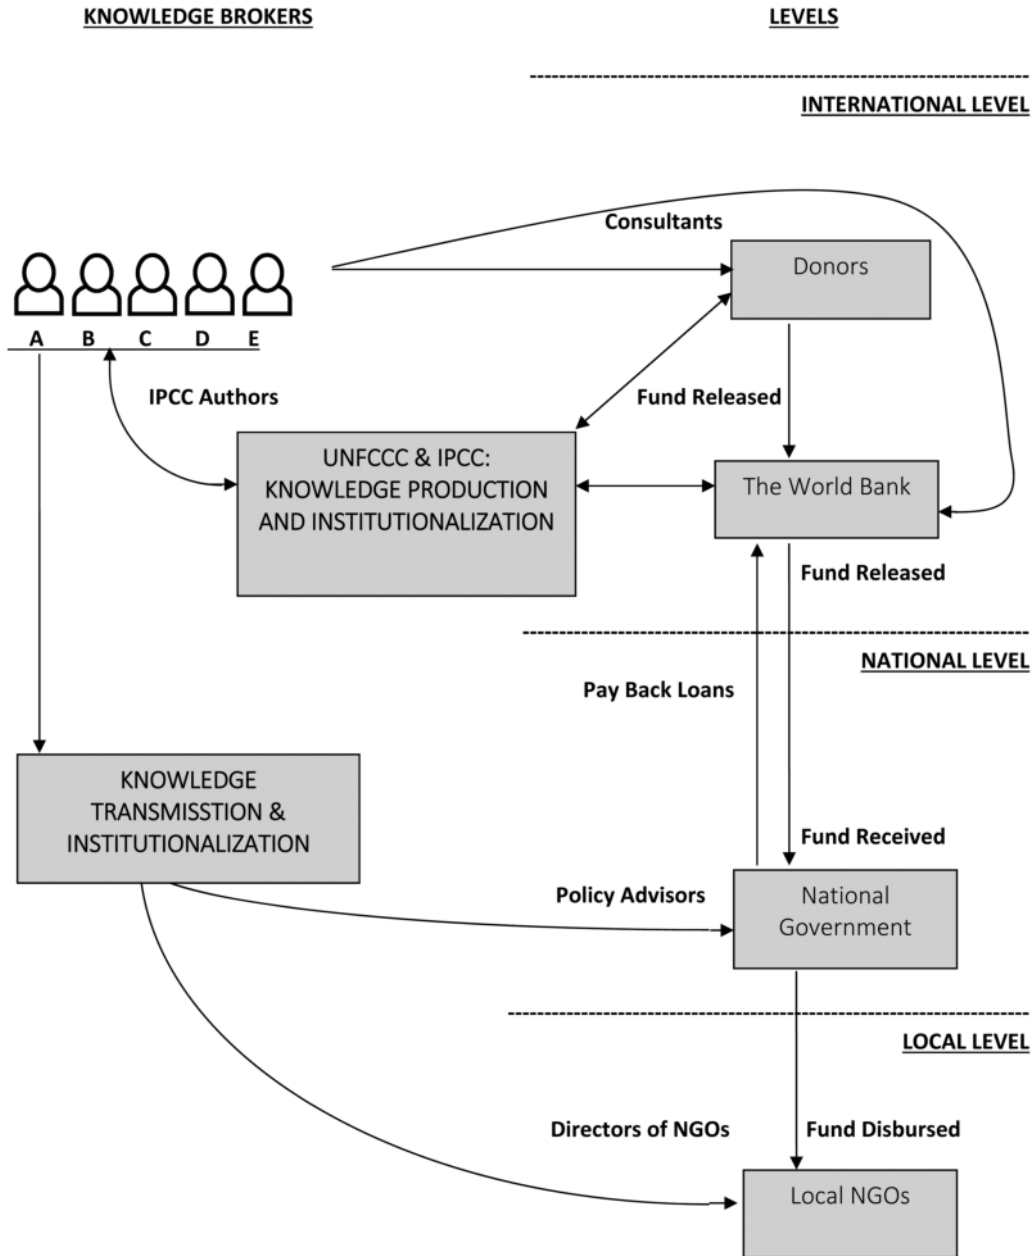 KNOWLEDGE BROKERS
LEVELS
INTERNATIONAL LEVEL
Consultants
Donors
A B C D E
IPCC Authors
Fund Released
UNFCCC & IPCC:
KNOWLEDGE PRODUCTION
AND INSTITUTIONALIZATION
The World Bank
Fund Released
NATIONAL LEVEL
Pay Back Loans
KNOWLEDGE
TRANSMISSTION &
INSTITUTIONALIZATION
Fund Received
Policy Advisors
National
Government
LOCAL LEVEL
Directors of NGOs
Fund Disbursed
Local NGOs